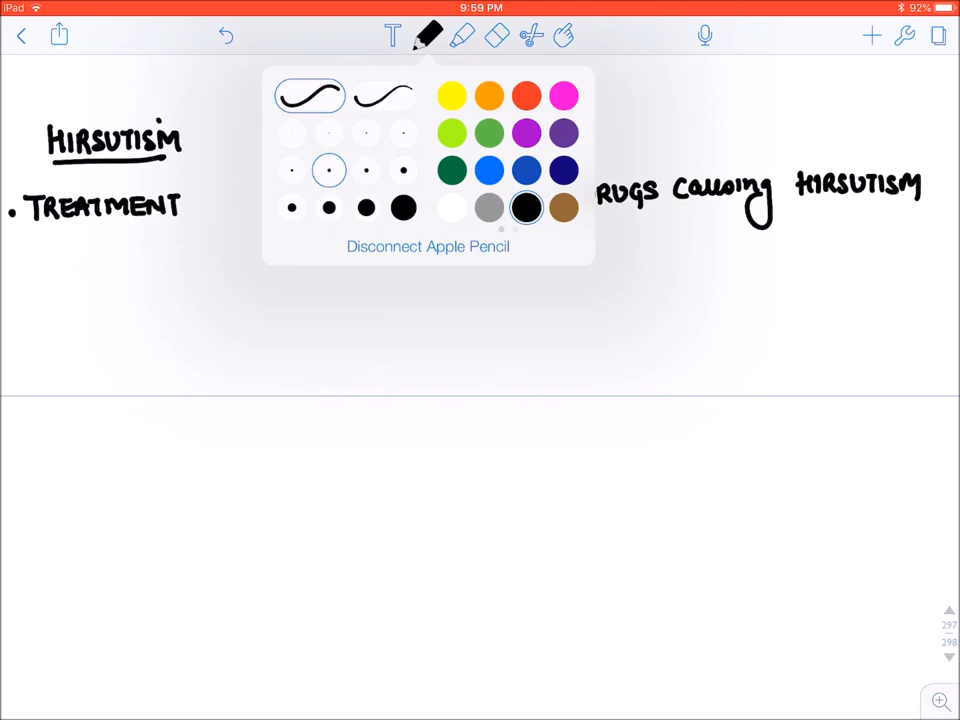 iPad 9:59 PM 92%
T
HIRSUTISM
• TREATMENT
RUGS Causing HIRSUTISM
Disconnect Apple Pencil
297
298